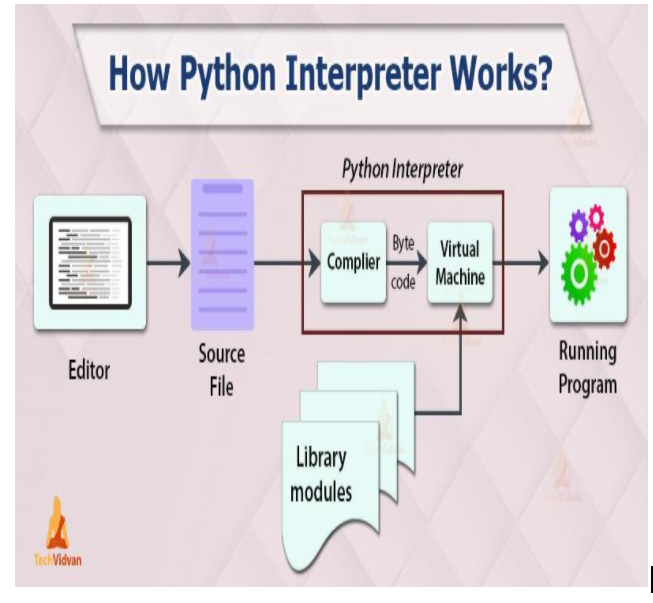 How Python Interpreter Works?
Python Interpreter
Complier
Byte
code
Virtual
Machine
Editor
Source
File
Running
Program
Library
modules
TechVidvan